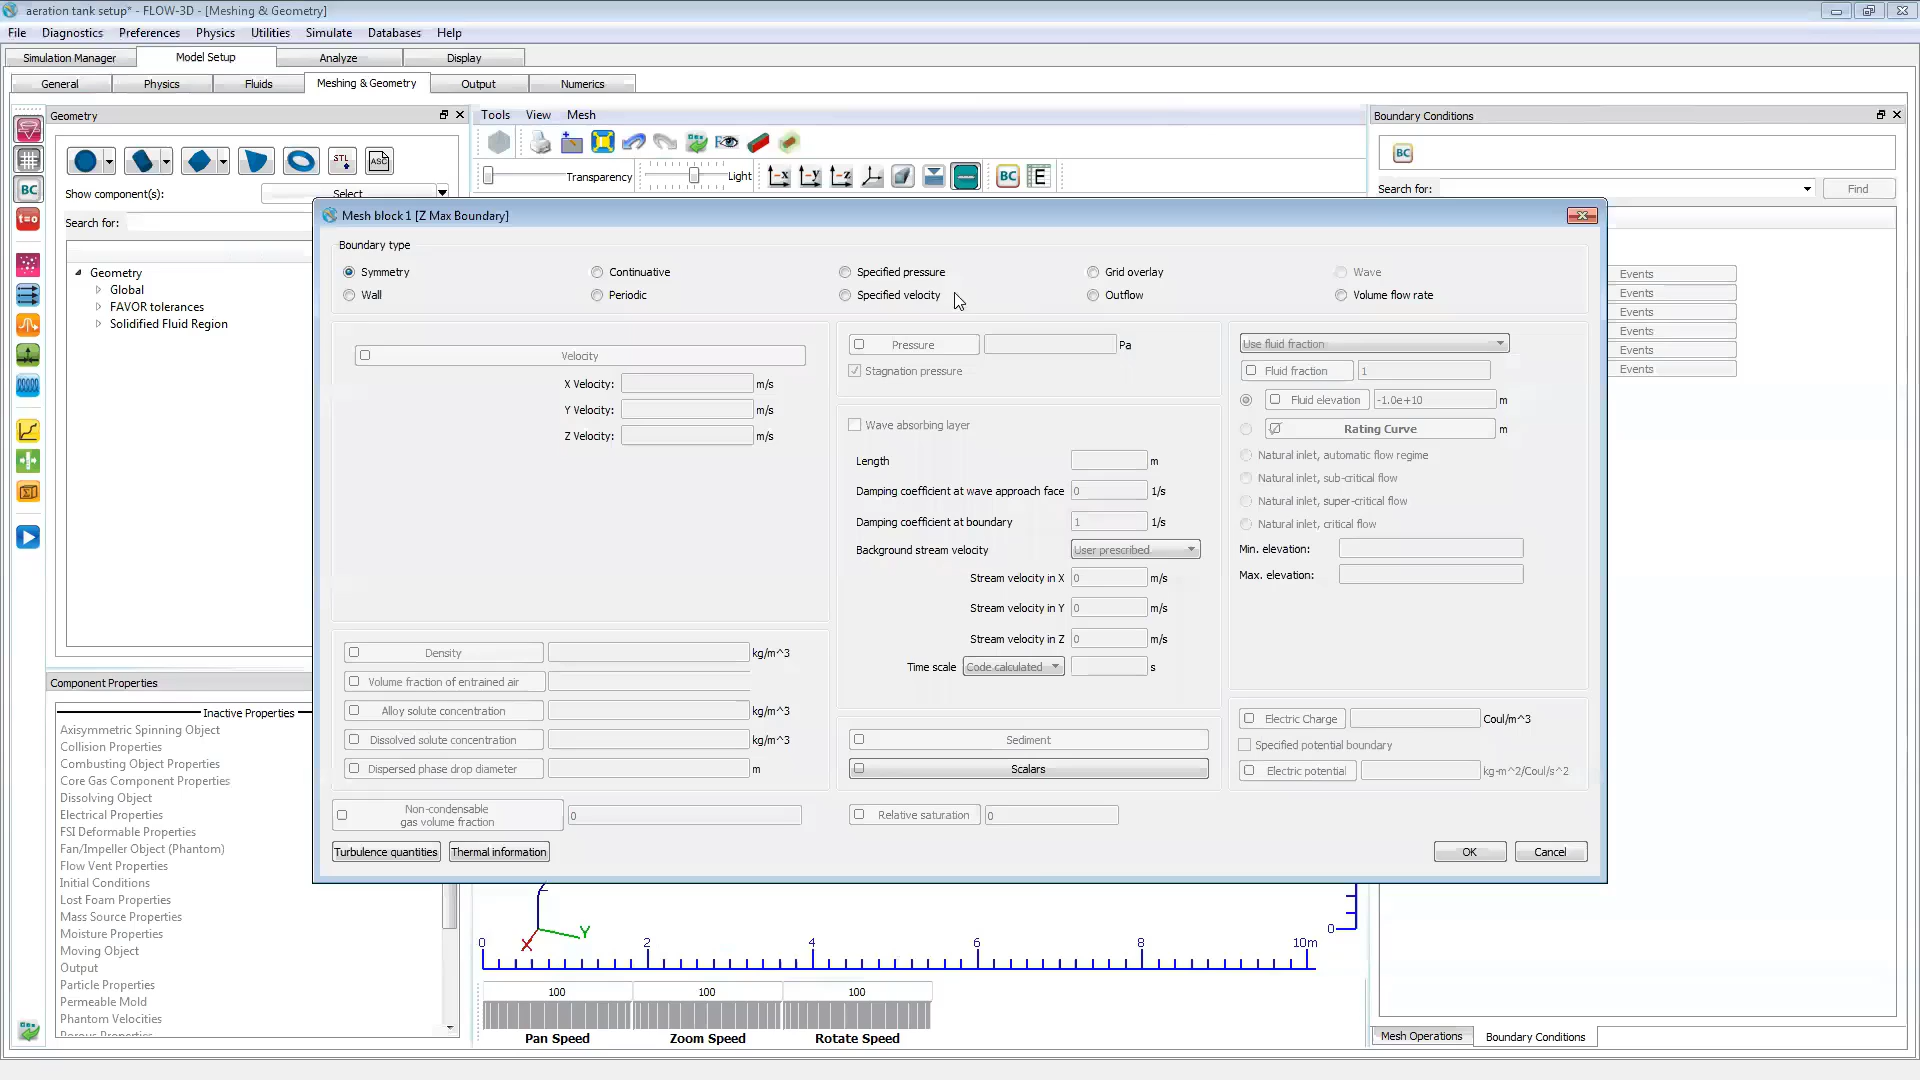 aeration tank setup* - FLOW-3D - [Meshing & Geometry]
File Diagnostics Preferences Physics Utilities Simulate Databases Help
Simulation Manager Model Setup Analyze Display
General Physics Fluids Meshing & Geometry Output Numerics
Geometry
STL ASC
Show component(s): Select
Search for:
Geometry
Global
FAVOR tolerances
Solidified Fluid Region
BC
t=0
Tools View Mesh
Transparency Light
x y z BC E
Boundary Conditions
BC
Search for: Find
Events
Events
Events
Events
Events
Events
Mesh block 1 [Z Max Boundary]
Boundary type
Symmetry Continuative Specified pressure Grid overlay Wave
Wall Periodic Specified velocity Outflow Volume flow rate
Velocity
X Velocity: m/s
Y Velocity: m/s
Z Velocity: m/s
Pressure Pa
Stagnation pressure
Wave absorbing layer
Length m
Damping coefficient at wave approach face 0 1/s
Damping coefficient at boundary 1 1/s
Background stream velocity User prescribed
Stream velocity in X 0 m/s
Stream velocity in Y 0 m/s
Stream velocity in Z 0 m/s
Time scale Code calculated s
Use fluid fraction
Fluid fraction 1
Fluid elevation -1.0e+10 m
Rating Curve m
Natural inlet, automatic flow regime
Natural inlet, sub-critical flow
Natural inlet, super-critical flow
Natural inlet, critical flow
Min. elevation:
Max. elevation:
Density kg/m^3
Volume fraction of entrained air
Alloy solute concentration kg/m^3
Dissolved solute concentration kg/m^3
Dispersed phase drop diameter m
Sediment
Scalars
Electric Charge Coul/m^3
Specified potential boundary
Electric potential kg-m^2/Coul/s^2
Non-condensable
gas volume fraction 0
Relative saturation 0
Turbulence quantities Thermal information OK Cancel
Component Properties
Inactive Properties
Axisymmetric Spinning Object
Collision Properties
Combusting Object Properties
Core Gas Component Properties
Dissolving Object
Electrical Properties
FSI Deformable Properties
Fan/Impeller Object (Phantom)
Flow Vent Properties
Initial Conditions
Lost Foam Properties
Mass Source Properties
Moisture Properties
Moving Object
Output
Particle Properties
Permeable Mold
Phantom Velocities
Porous Properties
Z
X Y
0
0 2 4 6 8 10m
100 100 100
Pan Speed Zoom Speed Rotate Speed
Mesh Operations Boundary Conditions